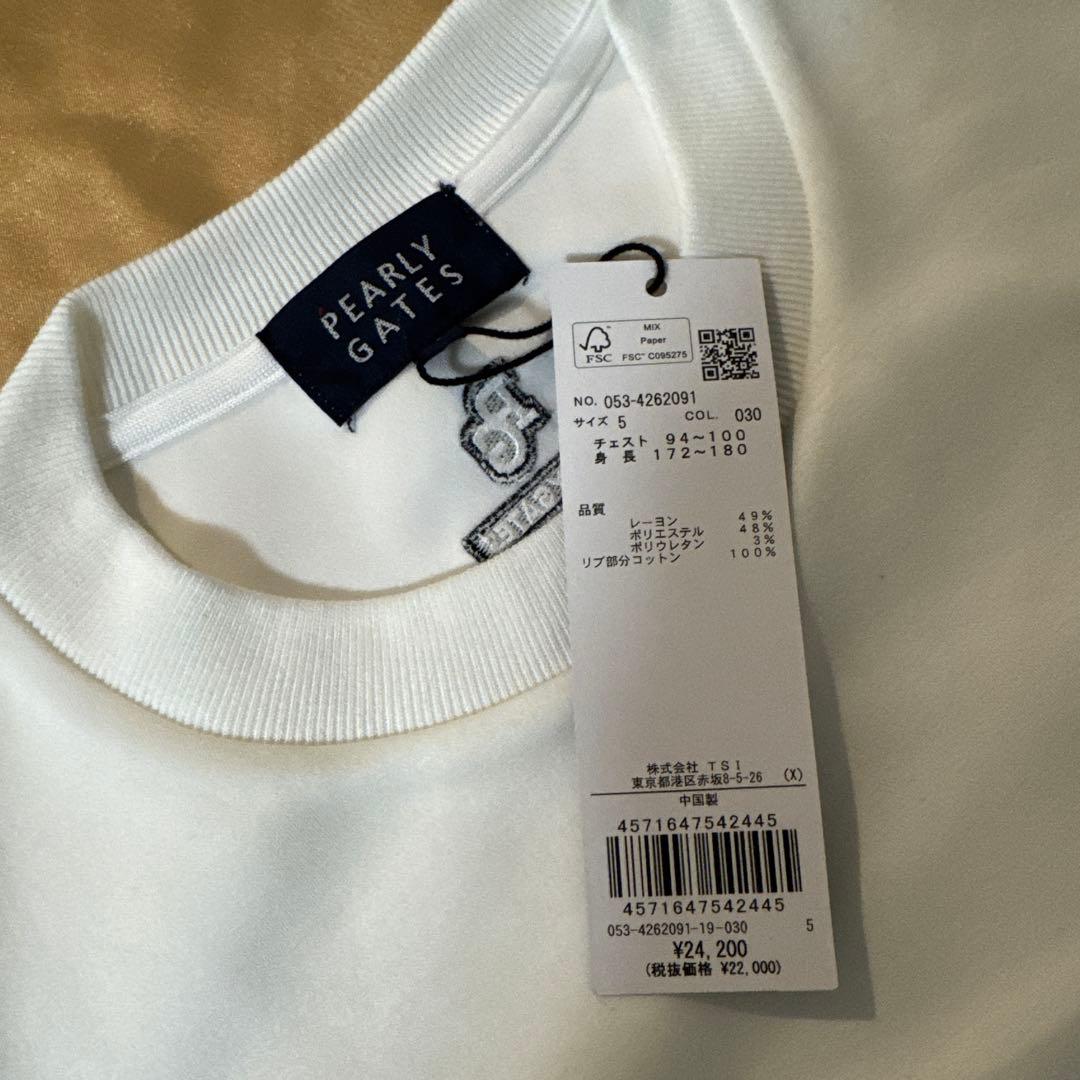 PEARLY
GATES
MIX
Paper
FSC
FSC™ C095275
NO. 053-4262091
サイズ 5 COL. 030
チェスト 94~100
身長 172~180
品質
レーヨン 49%
ポリエステル 48%
ポリウレタン 3%
リブ部分コットン 100%
株式会社 TSI
東京都港区赤坂8-5-26 (X)
中国製
4571647542445
4571647542445
053-4262091-19-030 5
¥24,200
(税抜価格 ¥22,000)